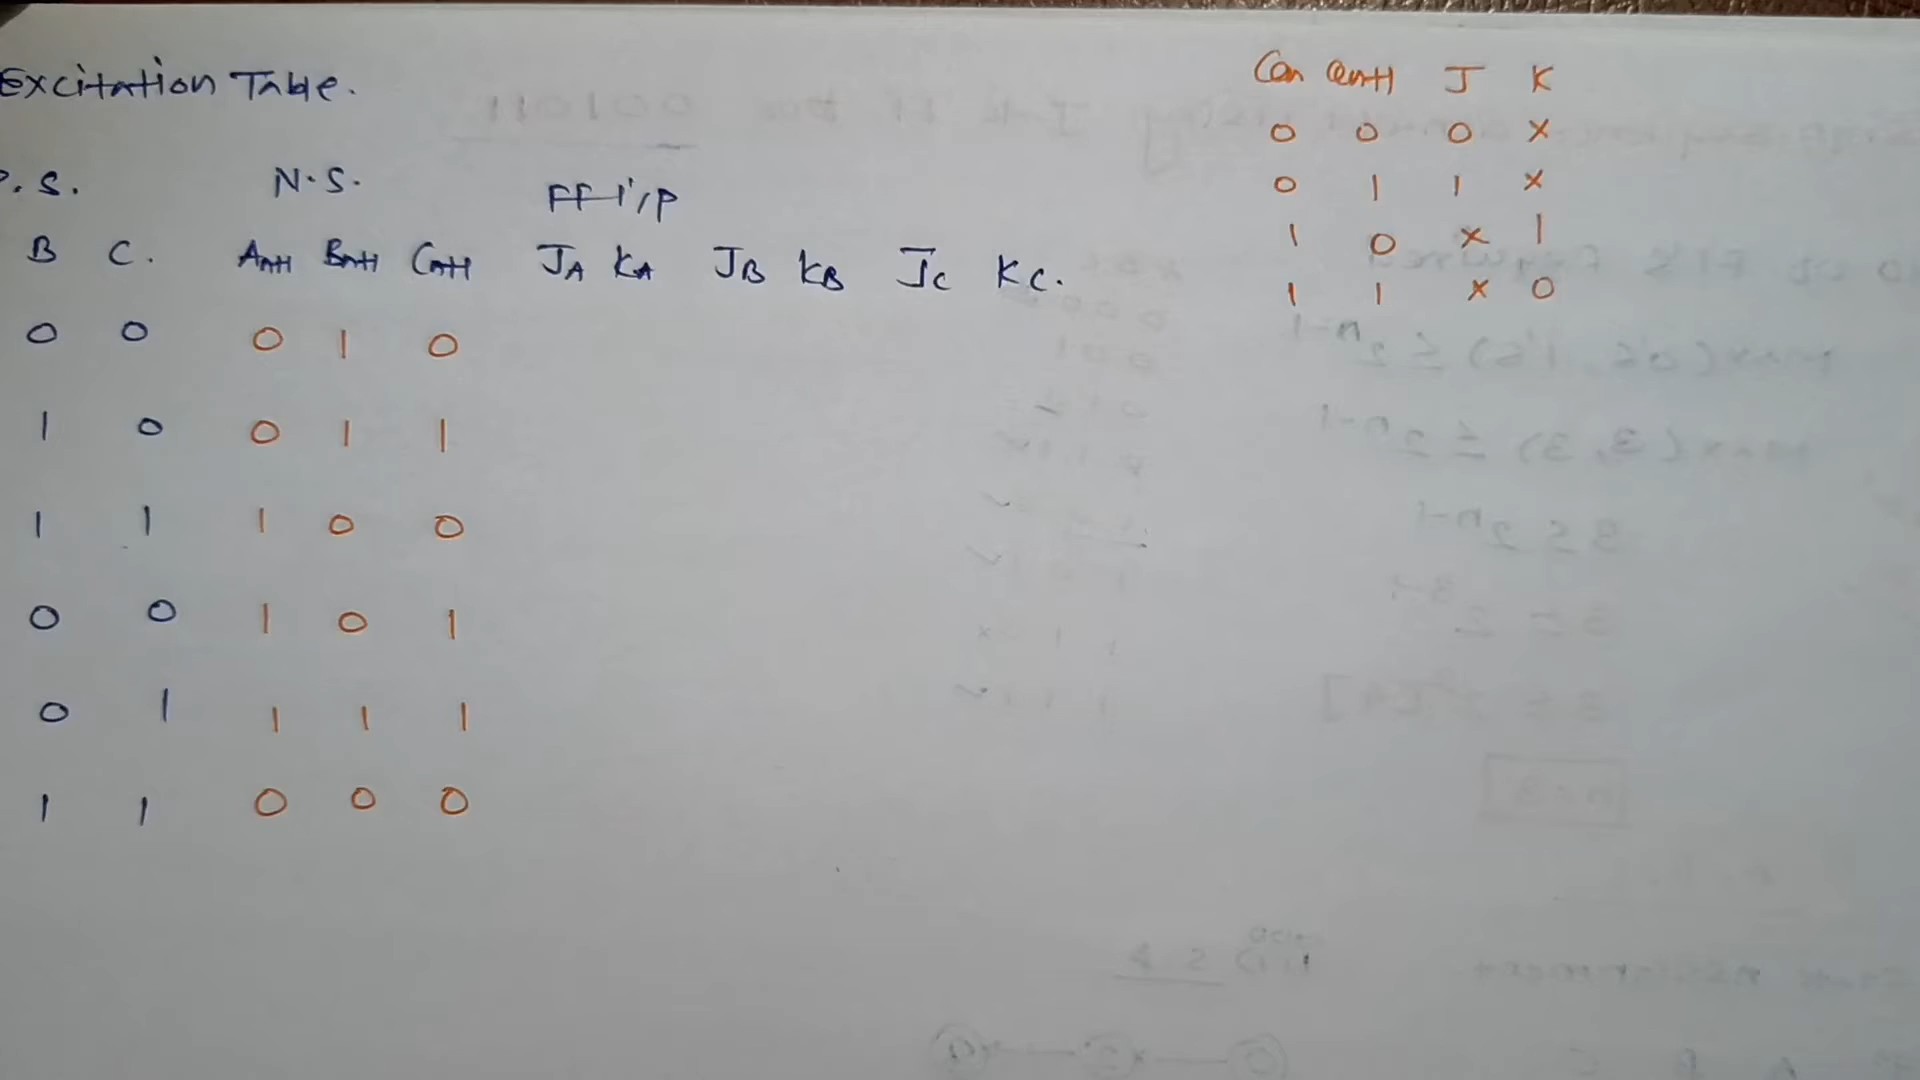 Excitation Table.
Qn Qn+1 J K
0 0 0 x
0 1 1 x
1 0 x 1
1 1 x 0
P.S. N.S. FF i/p
B C. An+1 Bn+1 Cn+1 JA KA JB KB JC KC.
0 0 0 1 0
1 0 0 1 1
1 1 1 0 0
0 0 1 0 1
0 1 1 1 1
1 1 0 0 0